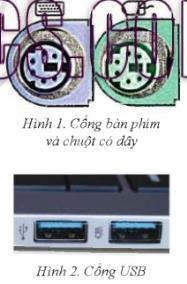 Hình 1. Cổng bàn phím
và chuột có dây
Hình 2. Cổng USB